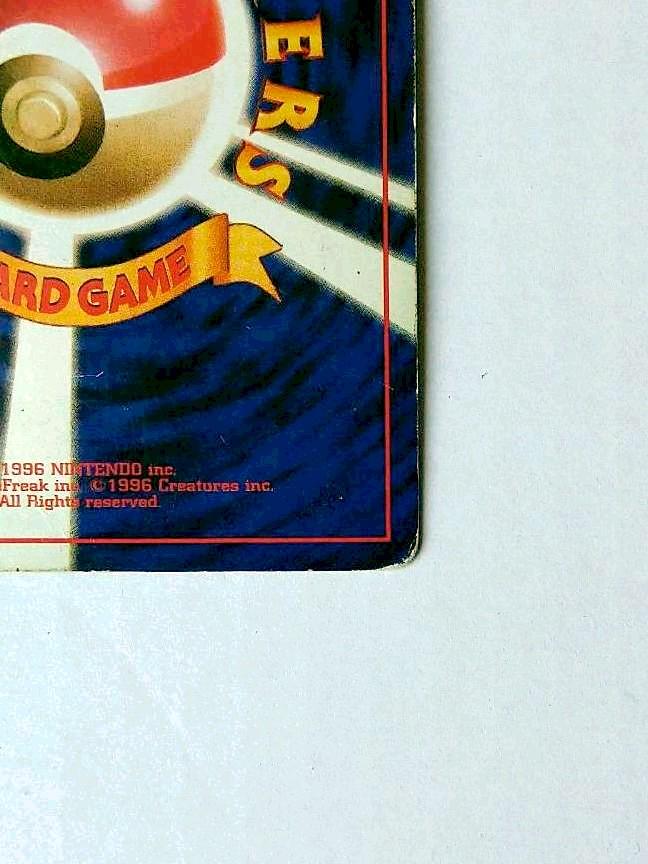 ERS
ARD GAME
1996 NINTENDO inc.
Freak inc. ©1996 Creatures inc.
All Rights reserved.